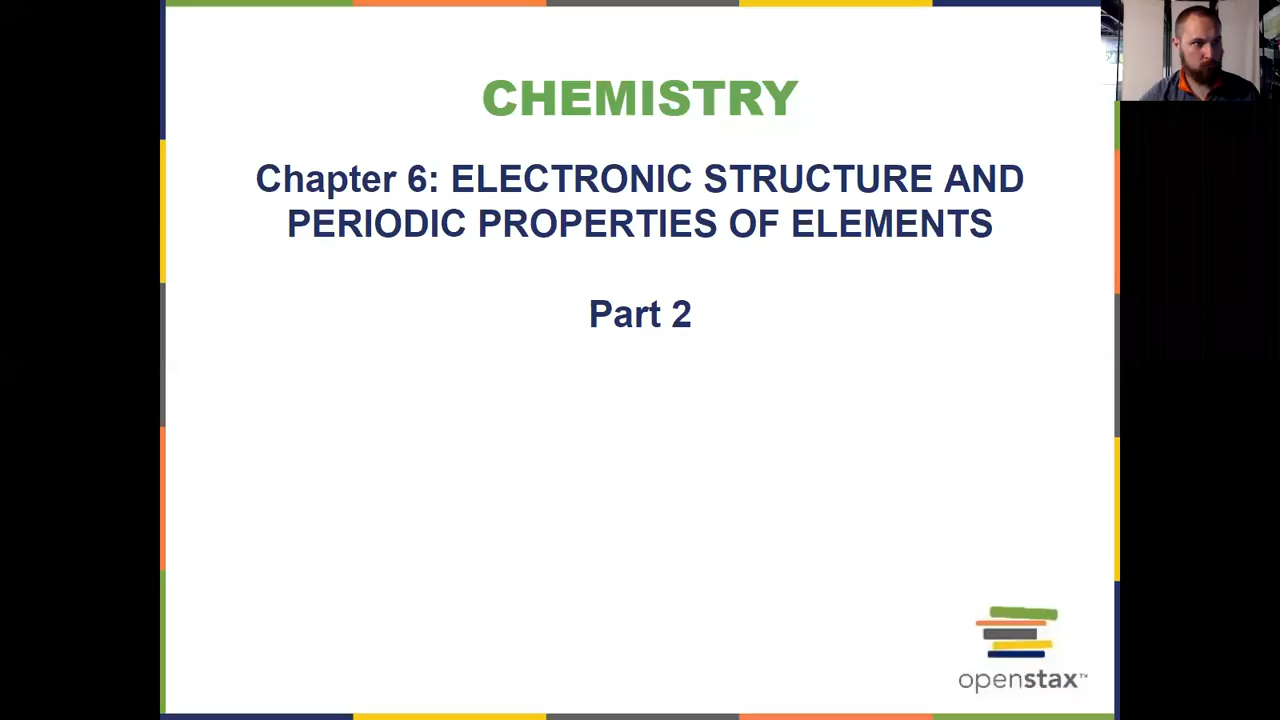 CHEMISTRY
Chapter 6: ELECTRONIC STRUCTURE AND
PERIODIC PROPERTIES OF ELEMENTS
Part 2
openstax™